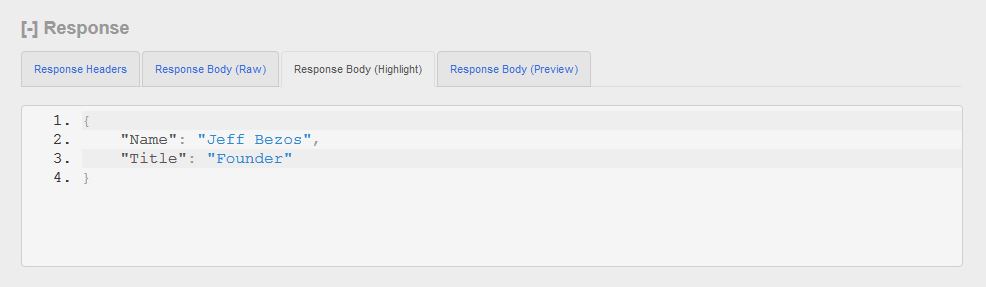 [-] Response
Response Headers Response Body (Raw) Response Body (Highlight) Response Body (Preview)
1. {
2.     "Name": "Jeff Bezos",
3.     "Title": "Founder"
4. }